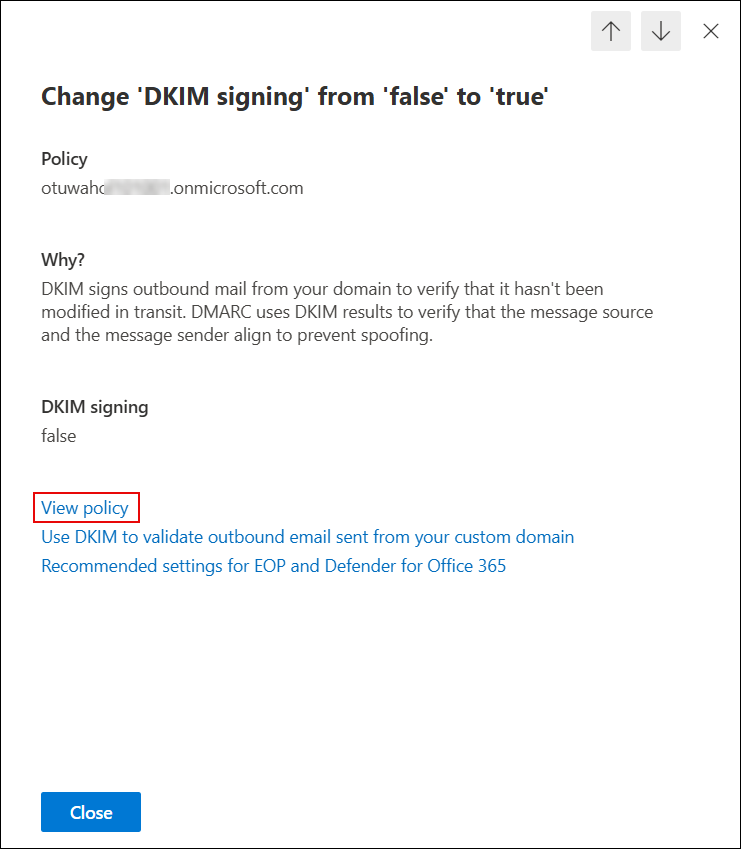 Change 'DKIM signing' from 'false' to 'true'
Policy
.onmicrosoft.com
Why?
DKIM signs outbound mail from your domain to verify that it hasn't been
modified in transit. DMARC uses DKIM results to verify that the message source
and the message sender align to prevent spoofing.
DKIM signing
false
View policy
Use DKIM to validate outbound email sent from your custom domain
Recommended settings for EOP and Defender for Office 365
Close